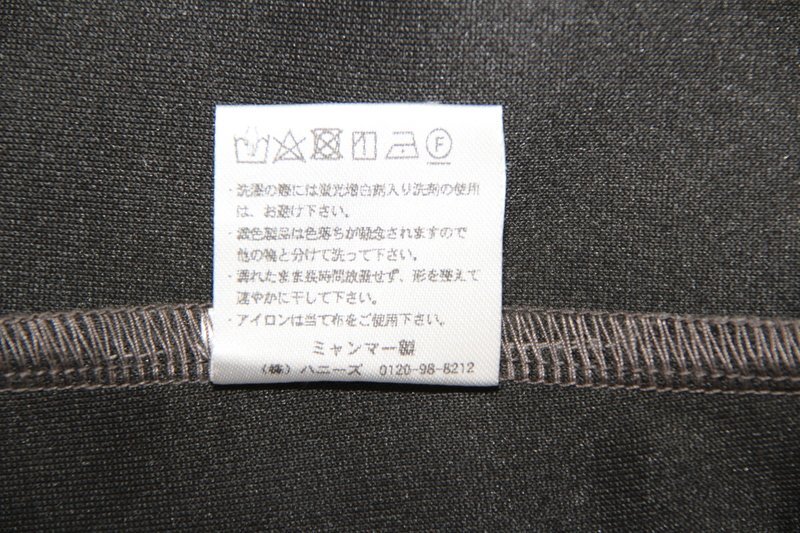 ・洗濯の際には蛍光増白剤入り洗剤の使用
は、お避け下さい。
・濃色製品は色落ちが懸念されますので
他の物と分けて洗って下さい。
・濡れたまま長時間放置せず、形を整えて
速やかに干して下さい。
・アイロンは当て布をご使用下さい。
ミャンマー製
(株) ハニーズ 0120-98-8212